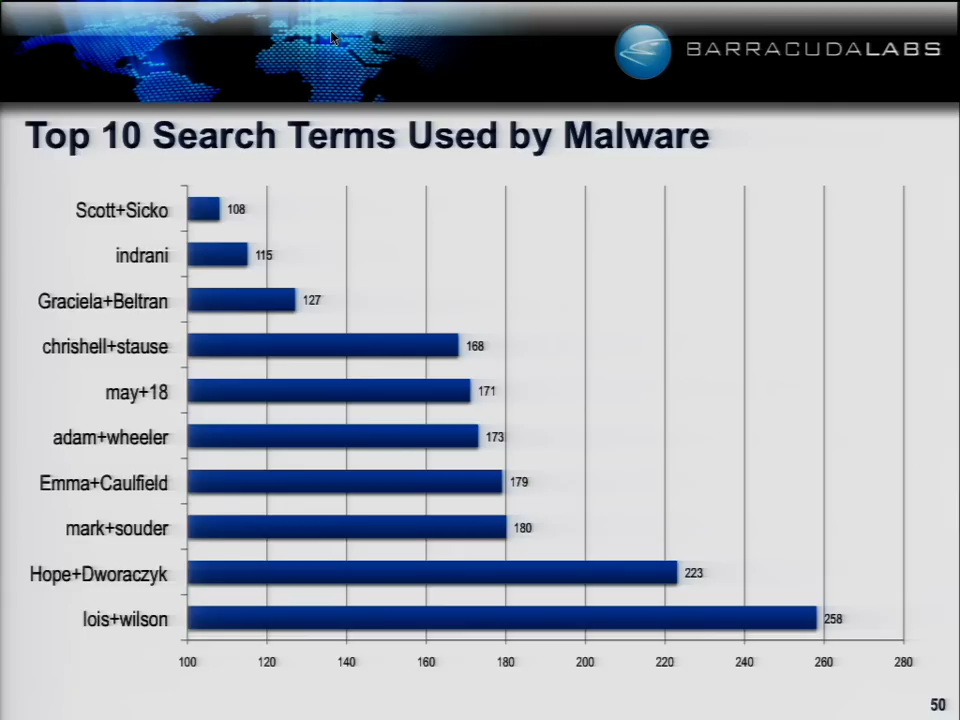 BARRACUDALABS
Top 10 Search Terms Used by Malware
Scott+Sicko 108
indrani 115
Graciela+Beltran 127
chrishell+stause 168
may+18 171
adam+wheeler 173
Emma+Caulfield 179
mark+souder 180
Hope+Dworaczyk 223
lois+wilson 258
100 120 140 160 180 200 220 240 260 280
50